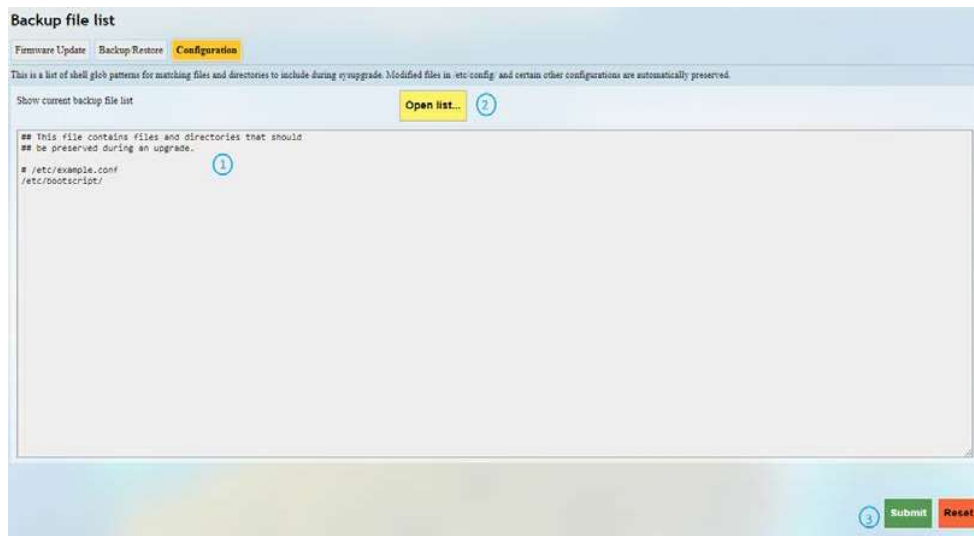 Backup file list
Firmware Update Backup/Restore Configuration
This is a list of shell glob patterns for matching files and directories to include during sysupgrade. Modified files in /etc/config/ and certain other configurations are automatically preserved.
Show current backup file list Open list... 2
## This file contains files and directories that should
## be preserved during an upgrade.
1
# /etc/example.conf
/etc/bootscript/
3 Submit Reset